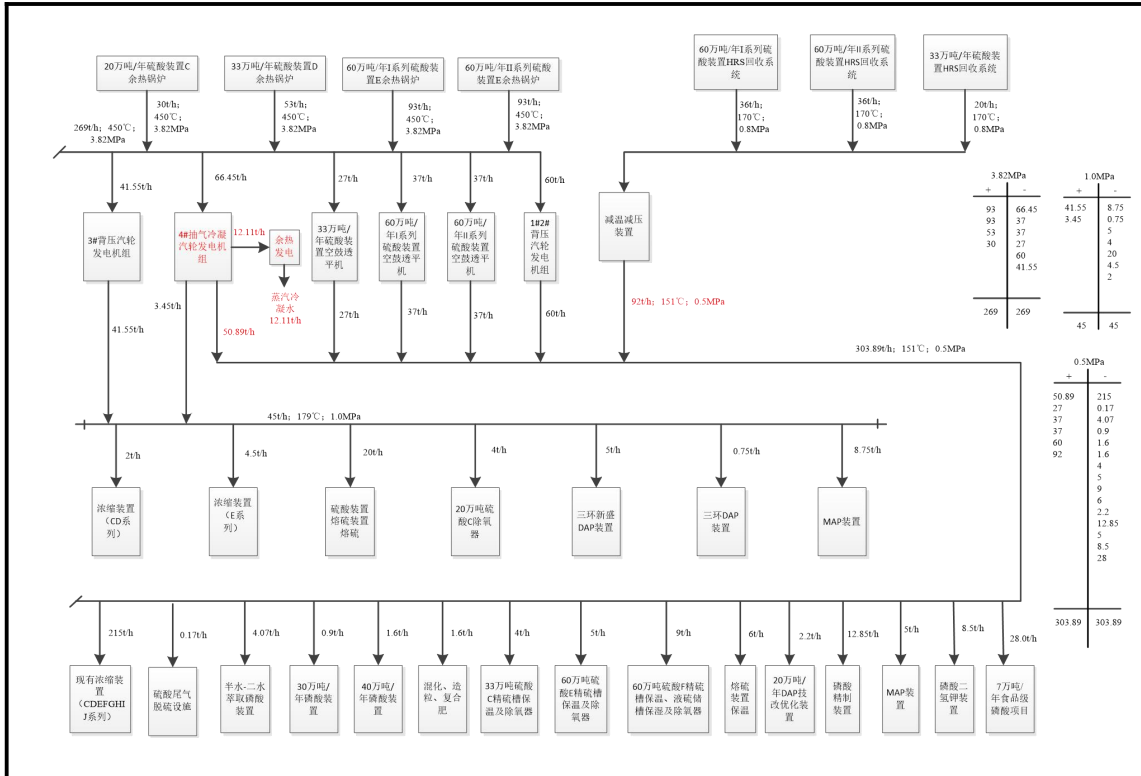 20万吨/年硫酸装置C
余热锅炉
33万吨/年硫酸装置D
余热锅炉
60万吨/年I系列硫酸
装置E余热锅炉
60万吨/年II系列硫酸
装置E余热锅炉
60万吨/年I系列硫
酸装置HRS回收系
统
60万吨/年II系列硫
酸装置HRS回收系
统
33万吨/年硫酸装
置HRS回收系统
30t/h;
450℃;
3.82MPa
53t/h;
450℃;
3.82MPa
93t/h;
450℃;
3.82MPa
93t/h;
450℃;
3.82MPa
36t/h;
170℃;
0.8MPa
36t/h;
170℃;
0.8MPa
20t/h;
170℃;
0.8MPa
269t/h; 450℃;
3.82MPa
41.55t/h
66.45t/h
27t/h
37t/h
37t/h
60t/h
3#背压汽轮
发电机组
4#抽气冷凝
汽轮发电机
组
12.11t/h
余热
发电
蒸汽冷
凝水
12.11t/h
33万吨/
年硫酸装
置空鼓透
平机
60万吨/
年I系列硫
酸装置空
鼓透平机
60万吨/
年II系列硫
酸装置空
鼓透平机
1#2#
背压
汽轮发
电机
组
减温减压
装置
41.55t/h
3.45t/h
50.89t/h
27t/h
37t/h
37t/h
60t/h
92t/h; 151℃; 0.5MPa
303.89t/h; 151℃; 0.5MPa
3.82MPa
+ -
93 66.45
93 37
53 37
30 27
60
41.55
269 269
1.0MPa
+ -
41.55 8.75
3.45 0.75
5
4
20
4.5
2
45 45
0.5MPa
+ -
50.89 215
27 0.17
37 4.07
37 0.9
60 1.6
92 1.6
4
5
9
6
2.2
12.85
5
8.5
28
303.89 303.89
45t/h; 179℃; 1.0MPa
2t/h
4.5t/h
20t/h
4t/h
5t/h
0.75t/h
8.75t/h
浓缩装置
（CD系
列）
浓缩装置
（E系
列）
硫酸装置
熔硫装置
熔硫
20万吨硫
酸C除氧
器
三环新盛
DAP装置
三环DAP
装置
MAP装置
215t/h
0.17t/h
4.07t/h
0.9t/h
1.6t/h
1.6t/h
4t/h
5t/h
9t/h
6t/h
2.2t/h
12.85t/h
5t/h
8.5t/h
28.0t/h
现有浓缩
装置
（CDEFGHI
J系列）
硫酸尾气
脱硫设施
半水-二水
萃取磷酸
装置
30万吨/
年磷酸装
置
40万吨/
年磷酸装
置
混化、造
粒、复合
肥
33万吨硫酸
C精硫槽保
温及除氧器
60万吨硫
酸E精硫槽
保温及除
氧器
60万吨硫酸F精硫
槽保温、液硫储
槽保湿及除氧器
熔硫
装置
保温
20万吨/
年DAP技
改优化装
置
磷酸
精制
装置
MAP装
置
磷酸二
氢钾装
置
7万吨/
年食品级
磷酸项目